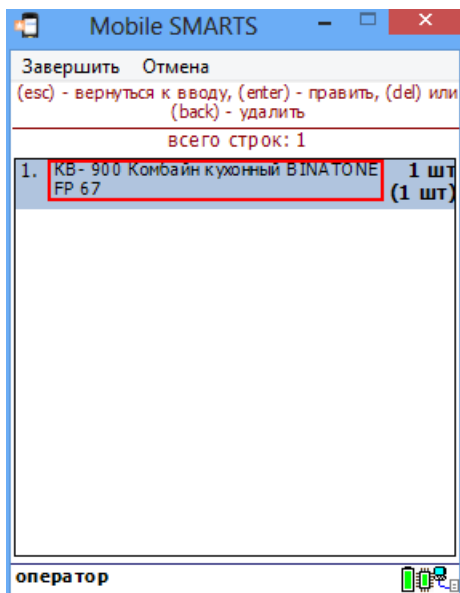 Mobile SMARTS
Завершить Отмена
(esc) - вернуться к вводу, (enter) - править, (del) или
(back) - удалить
всего строк: 1
1. КВ- 900 Комбайн кухонный BINATONE 1 шт
FP 67 (1 шт)
оператор